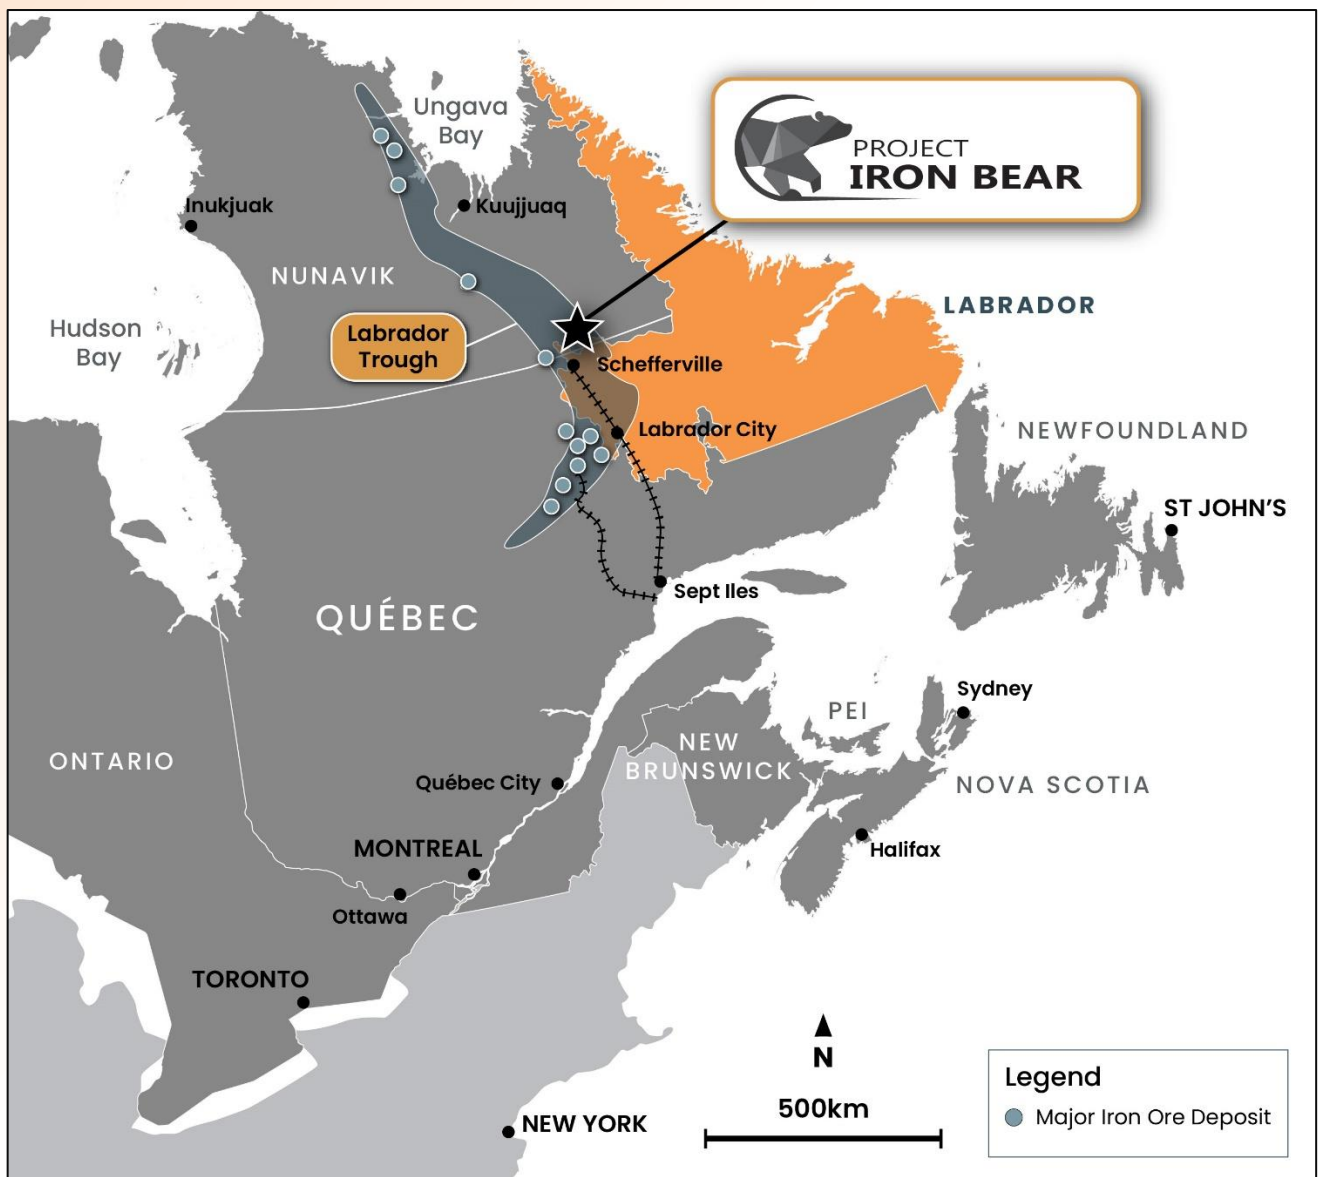 Ungava
Bay
PROJECT
IRON BEAR
Inukjuak
Kuujjuaq
NUNAVIK
LABRADOR
Hudson
Bay
Labrador
Trough
Schefferville
Labrador City
NEWFOUNDLAND
ST JOHN'S
Sept Iles
QUÉBEC
Sydney
PEI
NEW
BRUNSWICK
ONTARIO
NOVA SCOTIA
Québec City
MONTREAL
Halifax
Ottawa
TORONTO
N
500km
NEW YORK
Legend
Major Iron Ore Deposit